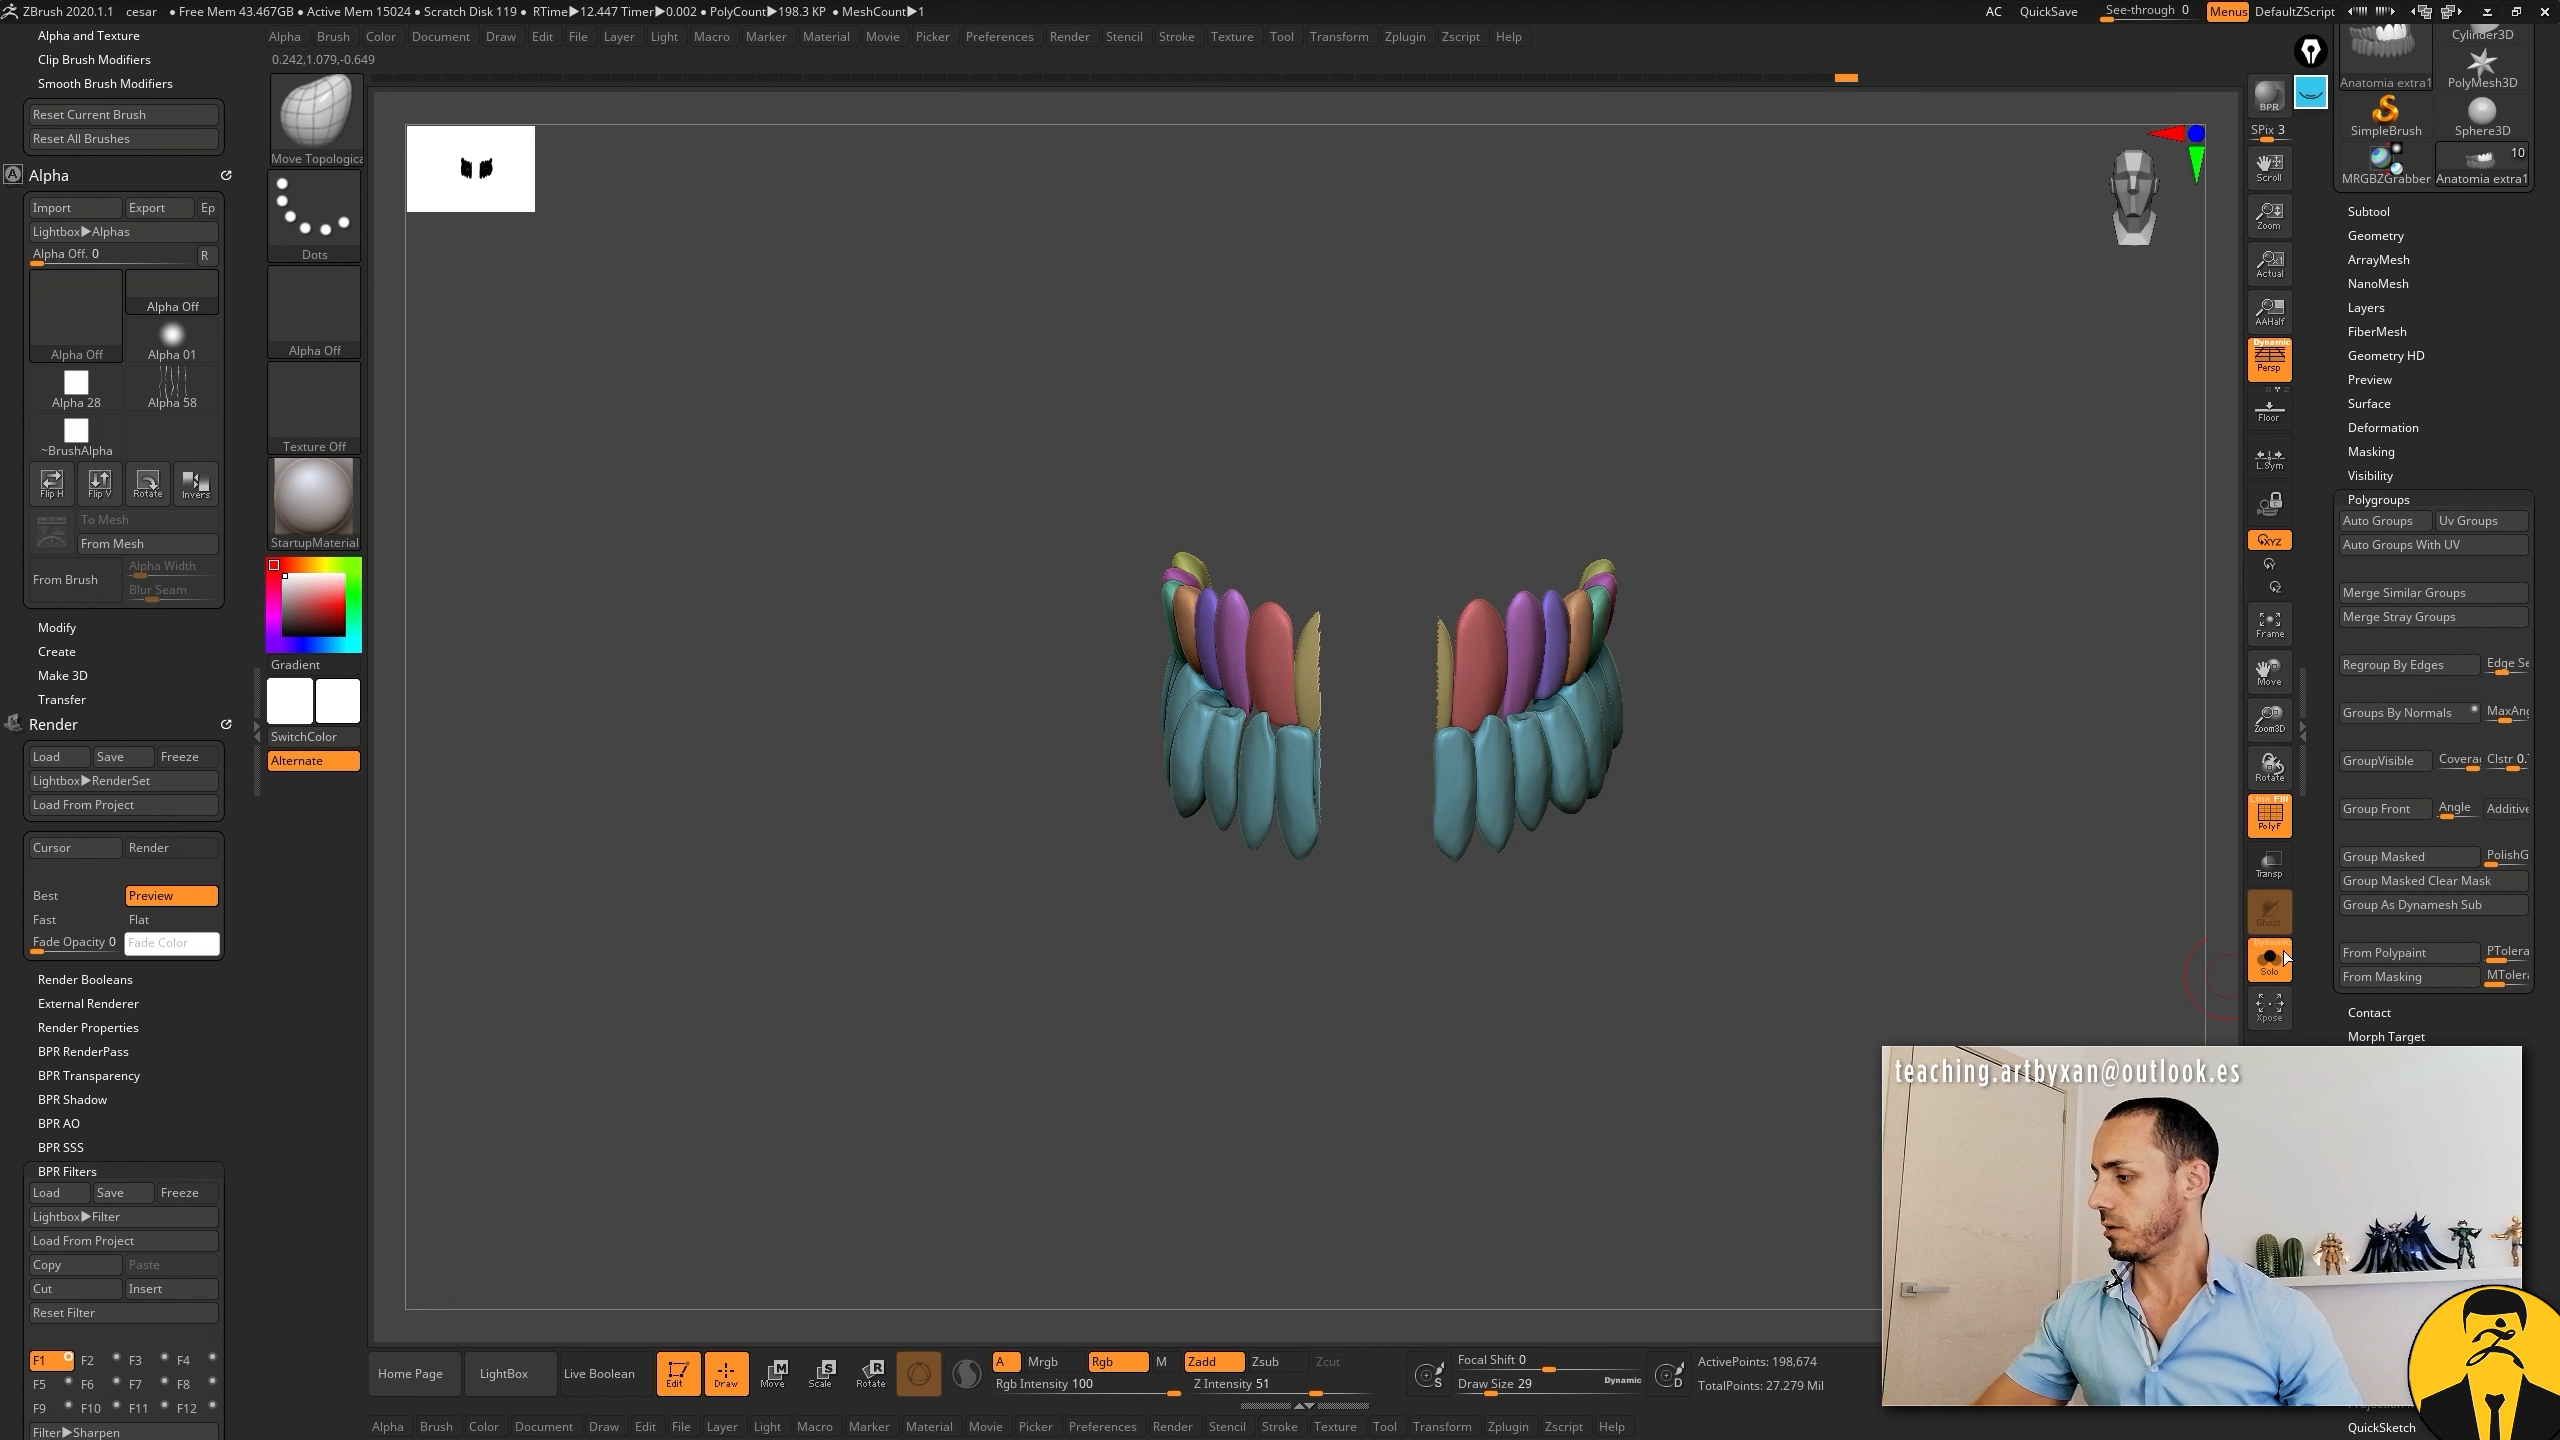 ZBrush 2020.1.1 cesar • Free Mem 43.467GB • Active Mem 15024 • Scratch Disk 119 • RTime▶12.447 Timer▶0.002 • PolyCount▶198.3 KP • MeshCount▶1
AC QuickSave See-through 0 Menus DefaultZScript
Alpha Brush Color Document Draw Edit File Layer Light Macro Marker Material Movie Picker Preferences Render Stencil Stroke Texture Tool Transform Zplugin Zscript Help
0.242,1.079,-0.649
Alpha and Texture
Clip Brush Modifiers
Smooth Brush Modifiers
Reset Current Brush
Reset All Brushes
Alpha
Import Export Ep
Lightbox▶Alphas
Alpha Off. 0 R
Alpha Off
Alpha Off
Alpha 01
Alpha 28
Alpha 58
~BrushAlpha
Flip H Flip V Rotate Invers
To Mesh
From Mesh
From Brush
Alpha Width
Blur Seam
Modify
Create
Make 3D
Transfer
Render
Load Save Freeze
Lightbox▶RenderSet
Load From Project
Cursor Render
Best Preview
Fast Flat
Fade Opacity 0 Fade Color
Render Booleans
External Renderer
Render Properties
BPR RenderPass
BPR Transparency
BPR Shadow
BPR AO
BPR SSS
BPR Filters
Load Save Freeze
Lightbox▶Filter
Load From Project
Copy Paste
Cut Insert
Reset Filter
F1 F2 F3 F4
F5 F6 F7 F8
F9 F10 F11 F12
Filter▶Sharpen
Move Topologica
Dots
Alpha Off
Texture Off
StartupMaterial
Gradient
SwitchColor
Alternate
BPR
SPix 3
Scroll
Zoom
Actual
AAHalf
Dynamic
Persp
Floor
L.Sym
XYZ
Y
Z
Frame
Move
Zoom3D
Rotate
Line Fill
PolyF
Transp
Ghost
Dynamic
Solo
Xpose
Cylinder3D
Anatomia extra1 PolyMesh3D
SimpleBrush Sphere3D
10
MRGBZGrabber Anatomia extra1
Subtool
Geometry
ArrayMesh
NanoMesh
Layers
FiberMesh
Geometry HD
Preview
Surface
Deformation
Masking
Visibility
Polygroups
Auto Groups Uv Groups
Auto Groups With UV
Merge Similar Groups
Merge Stray Groups
Regroup By Edges Edge Se
Groups By Normals MaxAng
GroupVisible Covera Clstr 0.
Group Front Angle Additive
Group Masked PolishG
Group Masked Clear Mask
Group As Dynamesh Sub
From Polypaint PTolera
From Masking MTolera
Contact
Morph Target
QuickSketch
teaching.artbyxan@outlook.es
Home Page LightBox Live Boolean Edit Draw Move Scale Rotate
A Mrgb Rgb M Zadd Zsub Zcut
Rgb Intensity 100 Z Intensity 51
S
Focal Shift 0
Draw Size 29 Dynamic
D
ActivePoints: 198,674
TotalPoints: 27.279 Mil
Alpha Brush Color Document Draw Edit File Layer Light Macro Marker Material Movie Picker Preferences Render Stencil Stroke Texture Tool Transform Zplugin Zscript Help